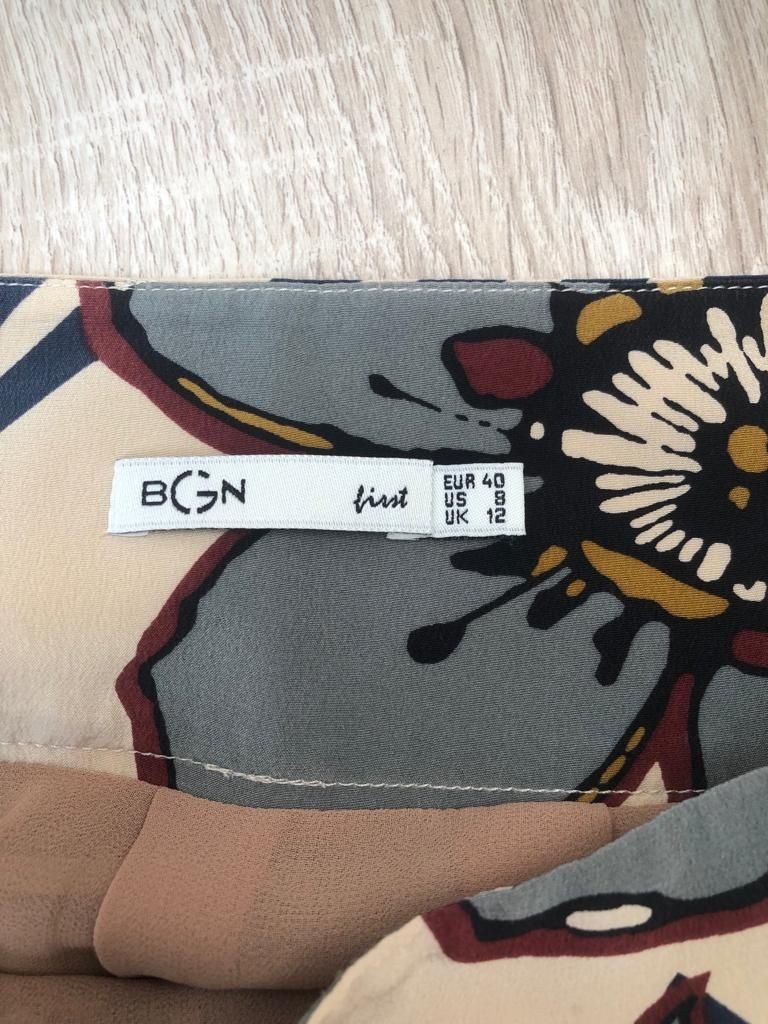 BGN first
EUR 40
US 8
UK 12